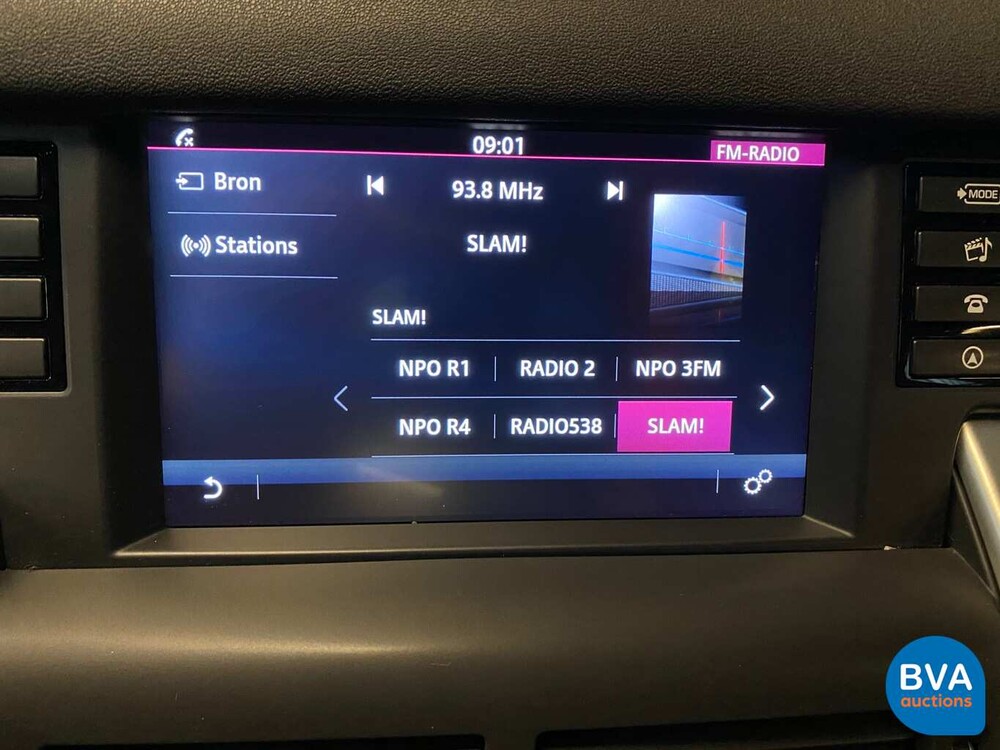 09:01
FM-RADIO
Bron
93.8 MHz
Stations
SLAM!
SLAM!
NPO R1 RADIO 2 NPO 3FM
NPO R4 RADIO538 SLAM!
MODE
BVA
auctions